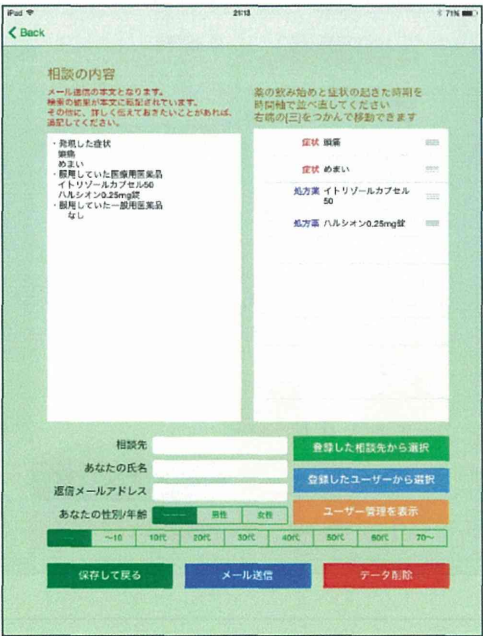 iPad
21:13
71%
Back
相談の内容
メール送信の本文となります。
検索の結果が本文に転記されています。
その他に、詳しく伝えておきたいことがあれば、
追記してください。
薬の飲み始めと症状の起きた時期を
時間軸で並べ直してください
右端の[三]をつかんで移動できます
・発現した症状
頭痛
めまい
・服用していた医療用医薬品
イトリゾールカプセル50
ハルシオン0.25mg錠
・服用していた一般用医薬品
なし
症状 頭痛
症状 めまい
処方薬 イトリゾールカプセル
50
処方薬 ハルシオン0.25mg錠
相談先
登録した相談先から選択
あなたの氏名
登録したユーザーから選択
返信メールアドレス
あなたの性別/年齢
--- 男性 女性
ユーザー管理を表示
~10 10代 20代 30代 40代 50代 60代 70~
保存して戻る
メール送信
データ削除